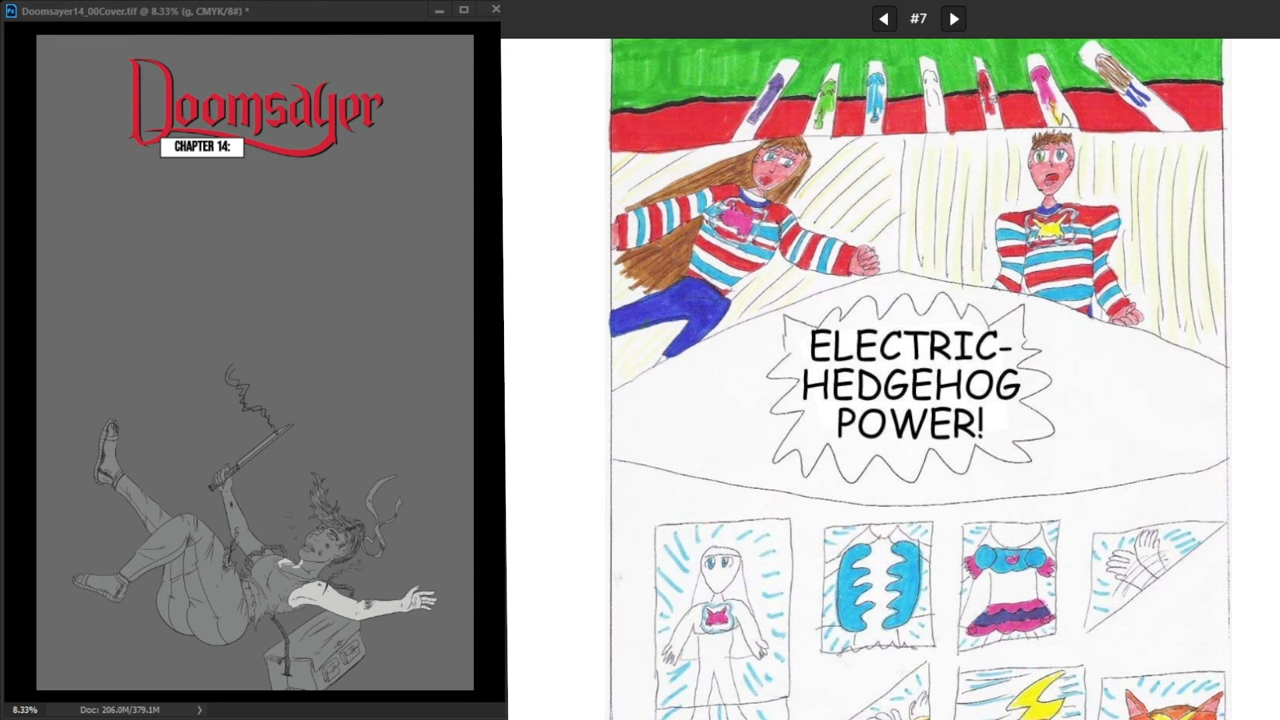 Doomsayer14_00Cover.tif @ 8.33% (g, CMYK/8#) *
#7
Doomsayer
CHAPTER 14:
ELECTRIC-
HEDGEHOG
POWER!
8.33%
Doc: 206.0M/379.1M